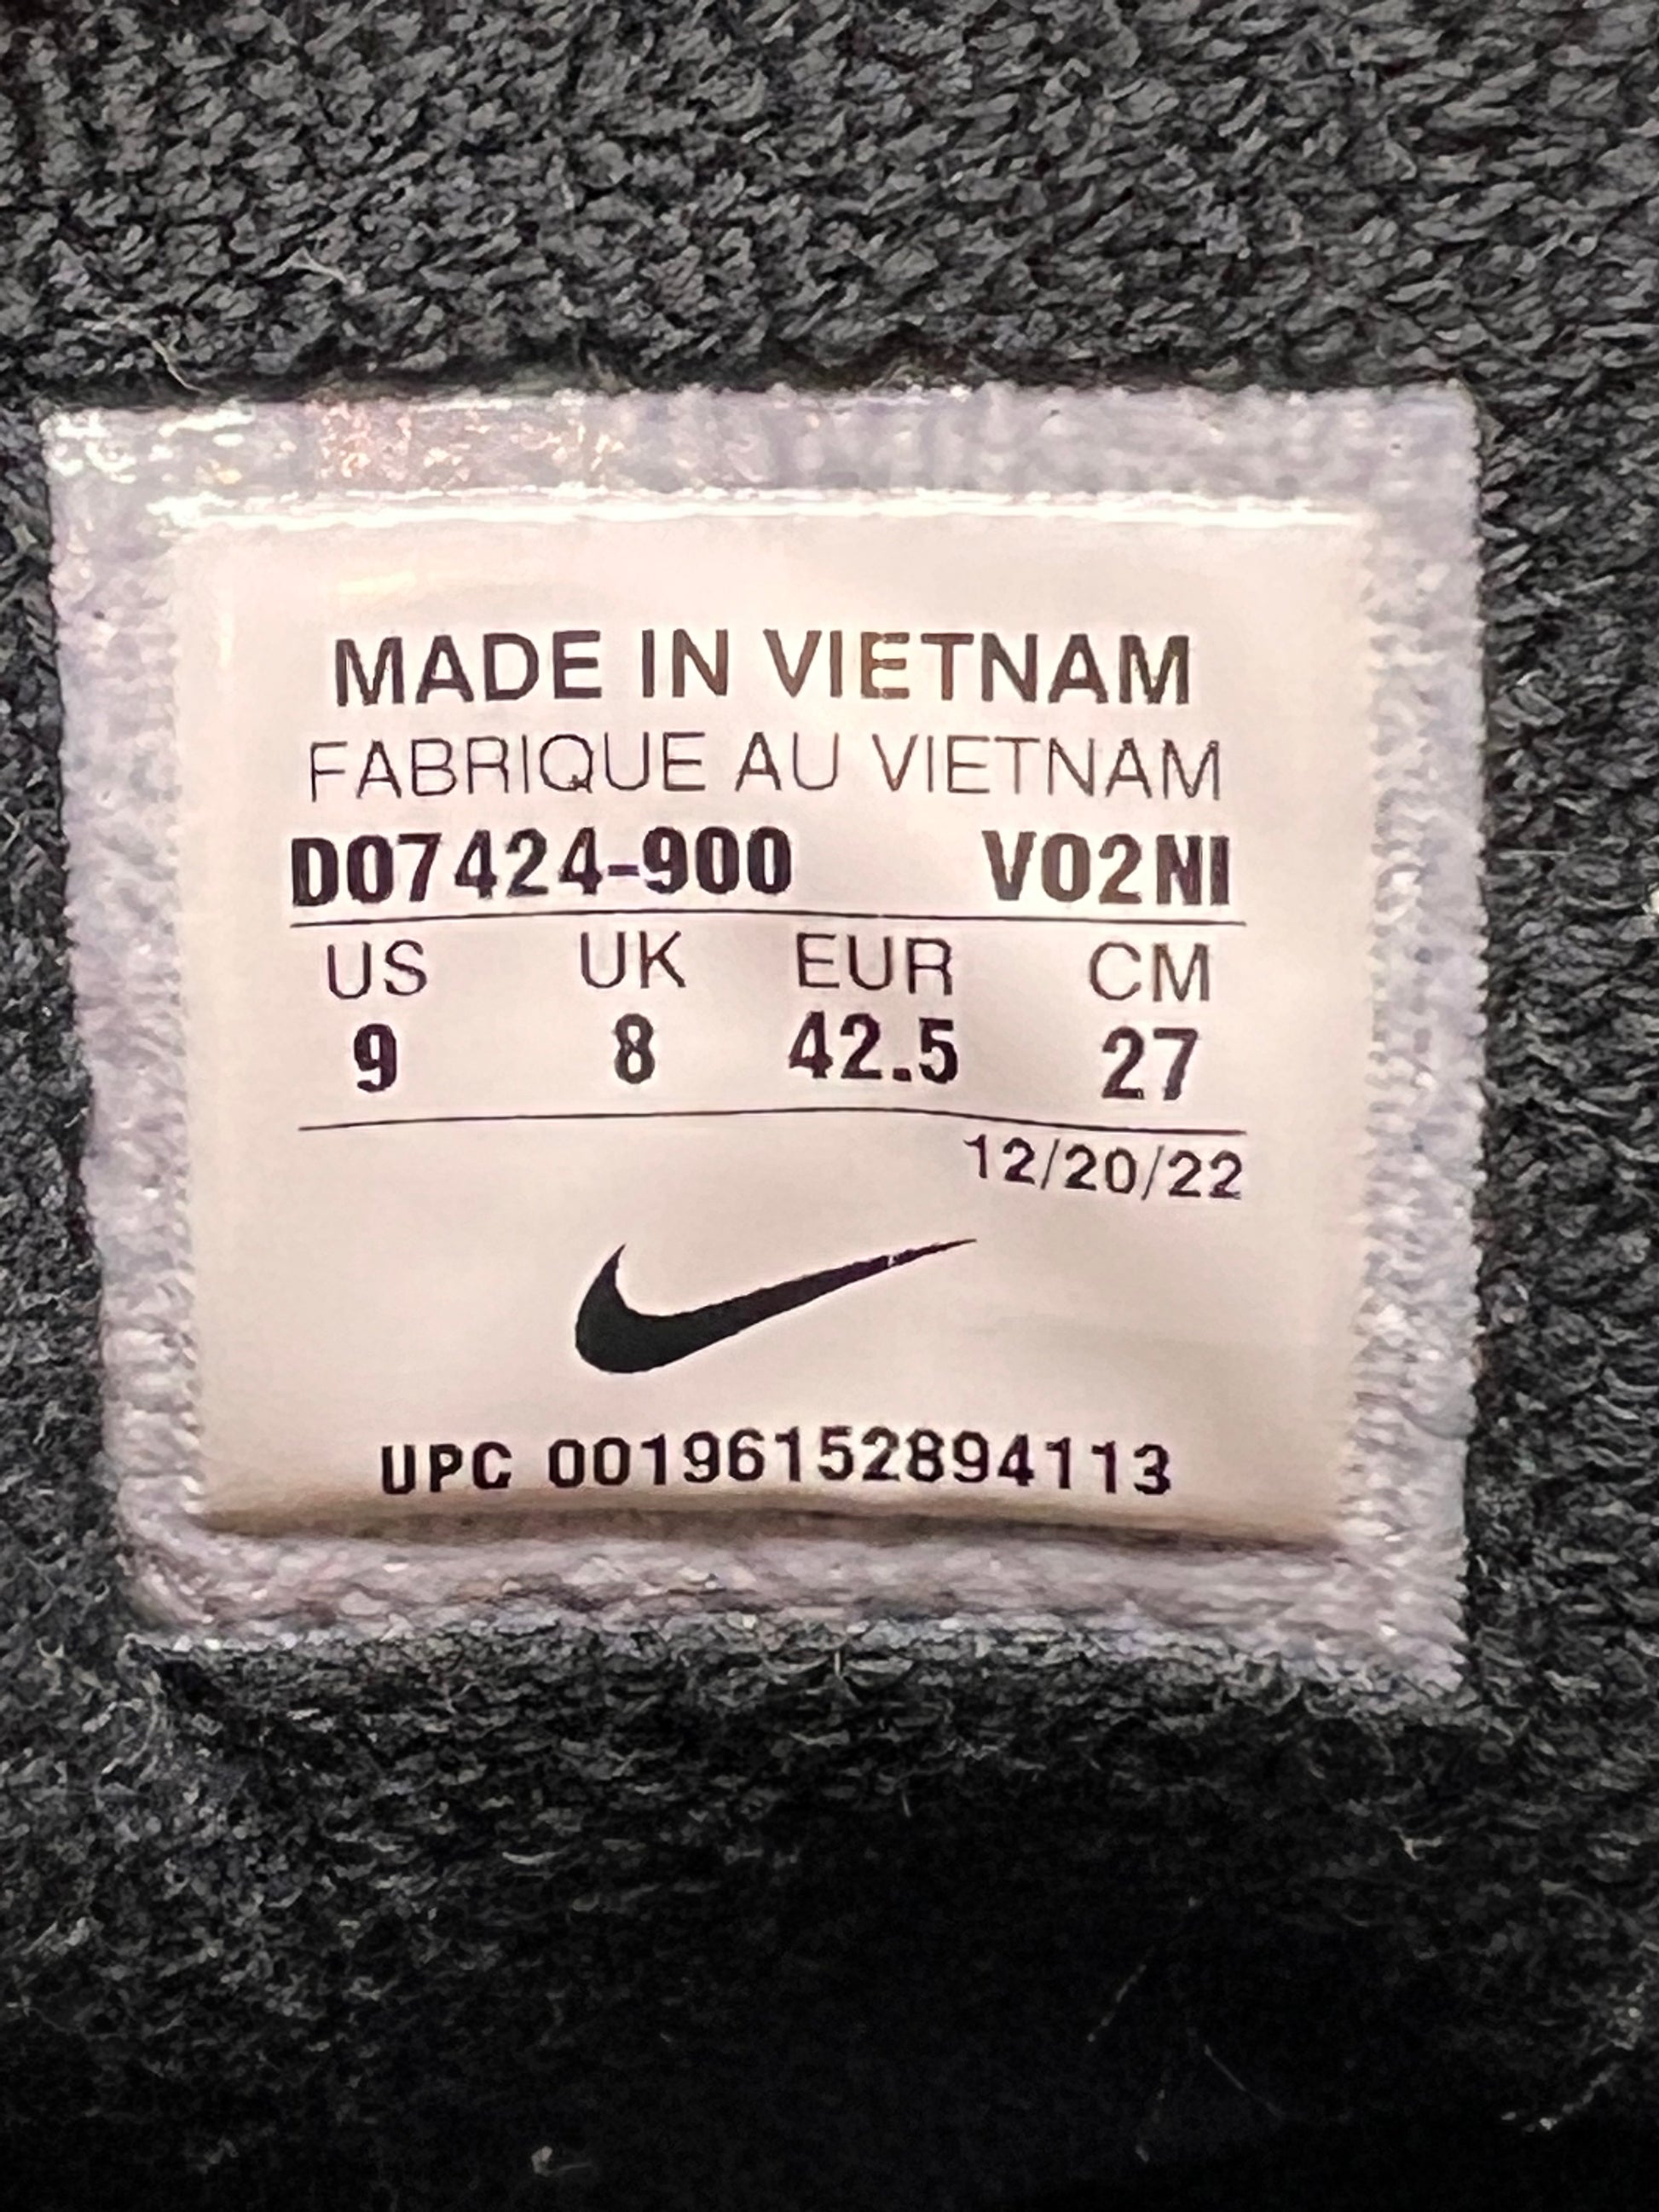 MADE IN VIETNAM
FABRIQUE AU VIETNAM
DO7424-900 VO2NI
US UK EUR CM
9 8 42.5 27
12/20/22
UPC 00196152894113